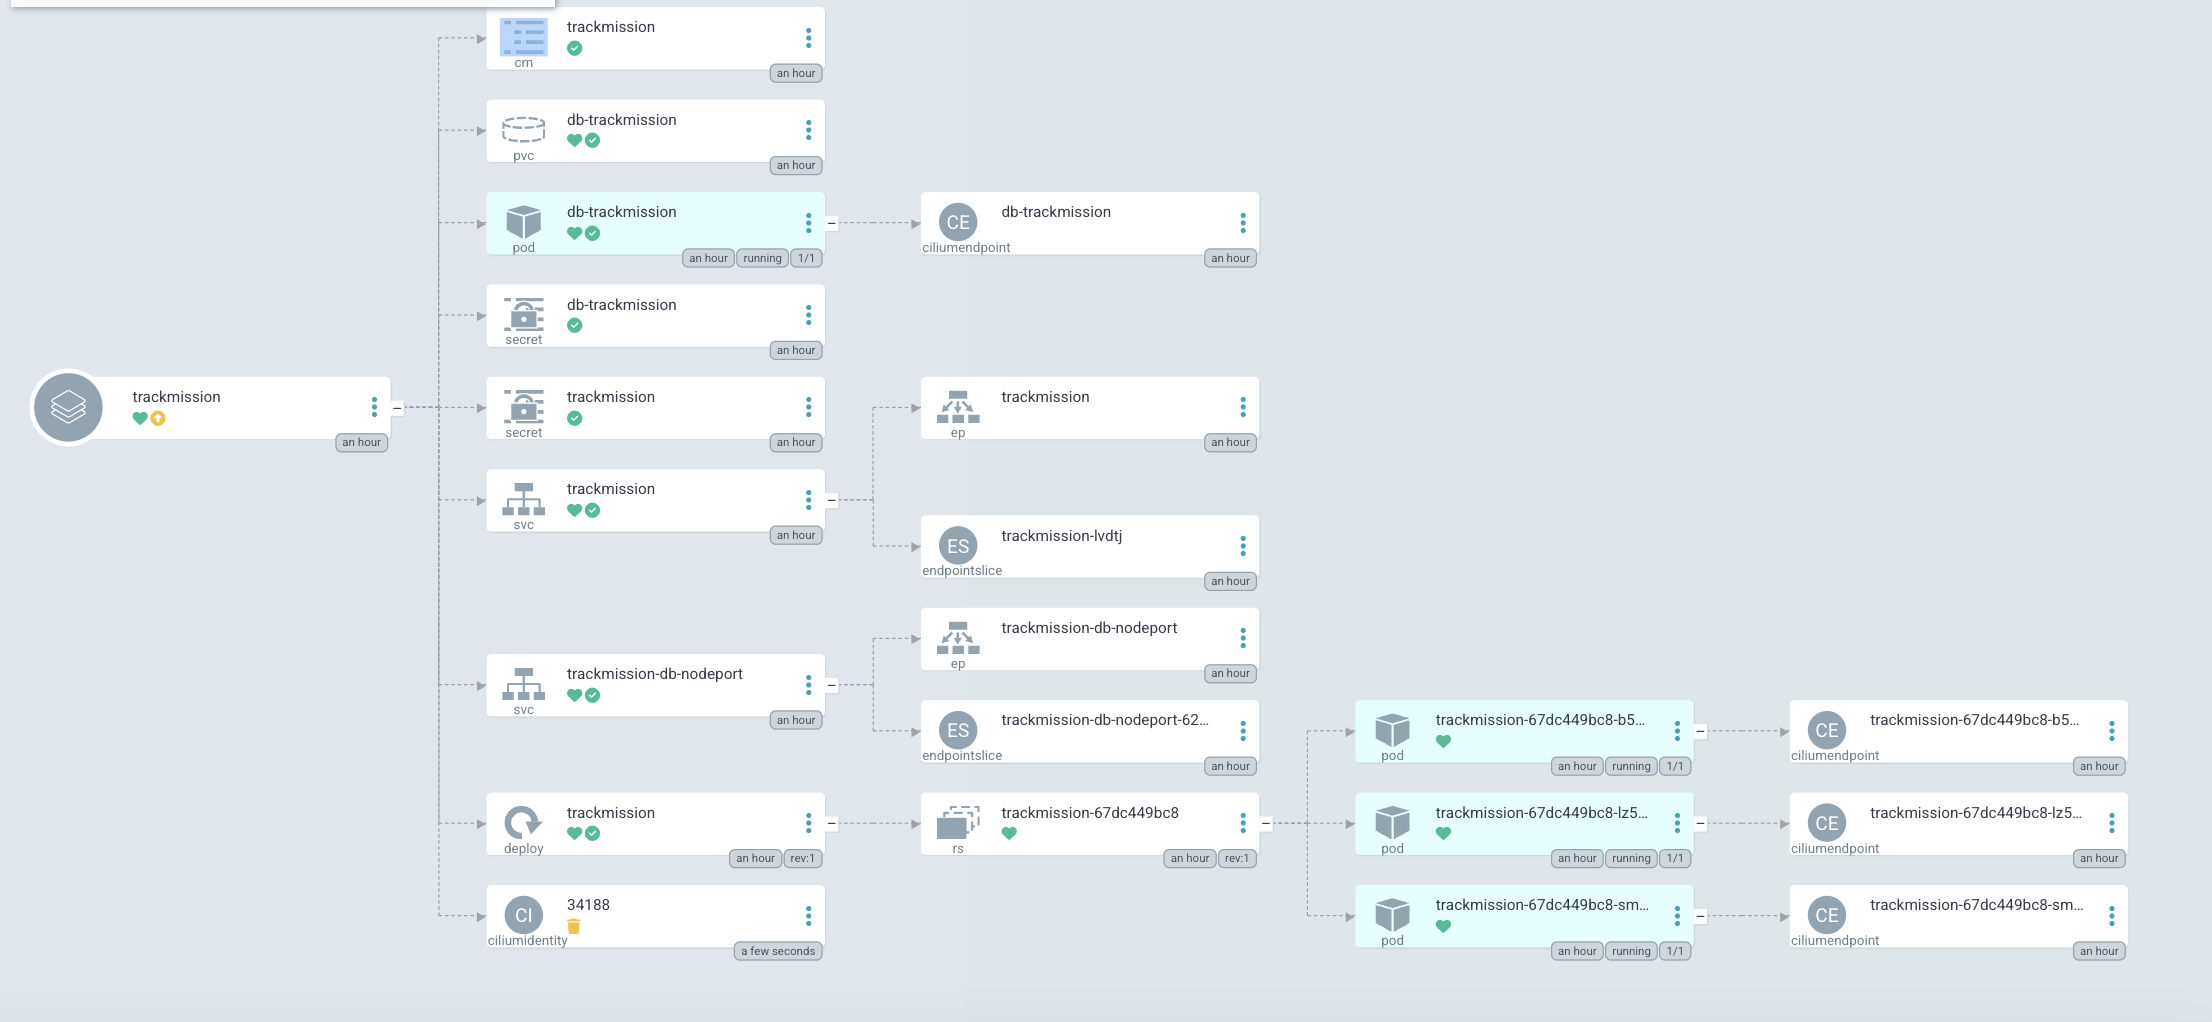 trackmission
cm
an hour
db-trackmission
pvc
an hour
db-trackmission
pod
an hour
running
1/1
db-trackmission
CE
ciliumendpoint
an hour
db-trackmission
secret
an hour
trackmission
an hour
trackmission
secret
an hour
trackmission
ep
an hour
trackmission
svc
an hour
trackmission-lvdtj
ES
endpointslice
an hour
trackmission-db-nodeport
ep
an hour
trackmission-db-nodeport
svc
an hour
trackmission-db-nodeport-62...
ES
endpointslice
an hour
trackmission-67dc449bc8-b5...
pod
an hour
running
1/1
trackmission-67dc449bc8-b5...
CE
ciliumendpoint
an hour
trackmission
deploy
an hour
rev:1
trackmission-67dc449bc8
rs
an hour
rev:1
trackmission-67dc449bc8-lz5...
pod
an hour
running
1/1
trackmission-67dc449bc8-lz5...
CE
ciliumendpoint
an hour
34188
CI
ciliumidentity
a few seconds
trackmission-67dc449bc8-sm...
pod
an hour
running
1/1
trackmission-67dc449bc8-sm...
CE
ciliumendpoint
an hour